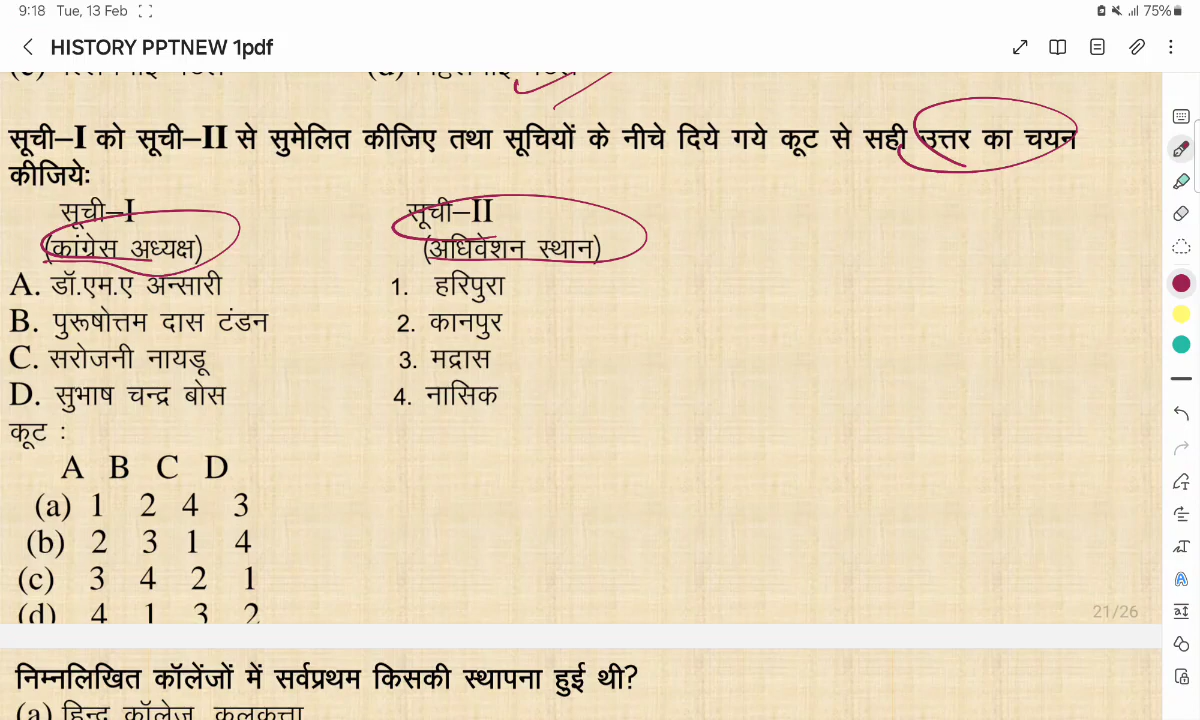 9:18 Tue, 13 Feb 75%
HISTORY PPTNEW 1pdf
सूची–I को सूची–II से सुमेलित कीजिए तथा सूचियों के नीचे दिये गये कूट से सही उत्तर का चयन
कीजियेः
सूची–I सूची–II
(कांग्रेस अध्यक्ष) (अधिवेशन स्थान)
A. डॉ.एम.ए अन्सारी 1. हरिपुरा
B. पुरूषोत्तम दास टंडन 2. कानपुर
C. सरोजनी नायडू 3. मद्रास
D. सुभाष चन्द्र बोस 4. नासिक
कूट :
A B C D
(a) 1 2 4 3
(b) 2 3 1 4
(c) 3 4 2 1
(d) 4 1 3 2
21/26
निम्नलिखित कॉलेंजों में सर्वप्रथम किसकी स्थापना हुई थी?
(a) हिन्दू कॉलेज, कलकत्ता